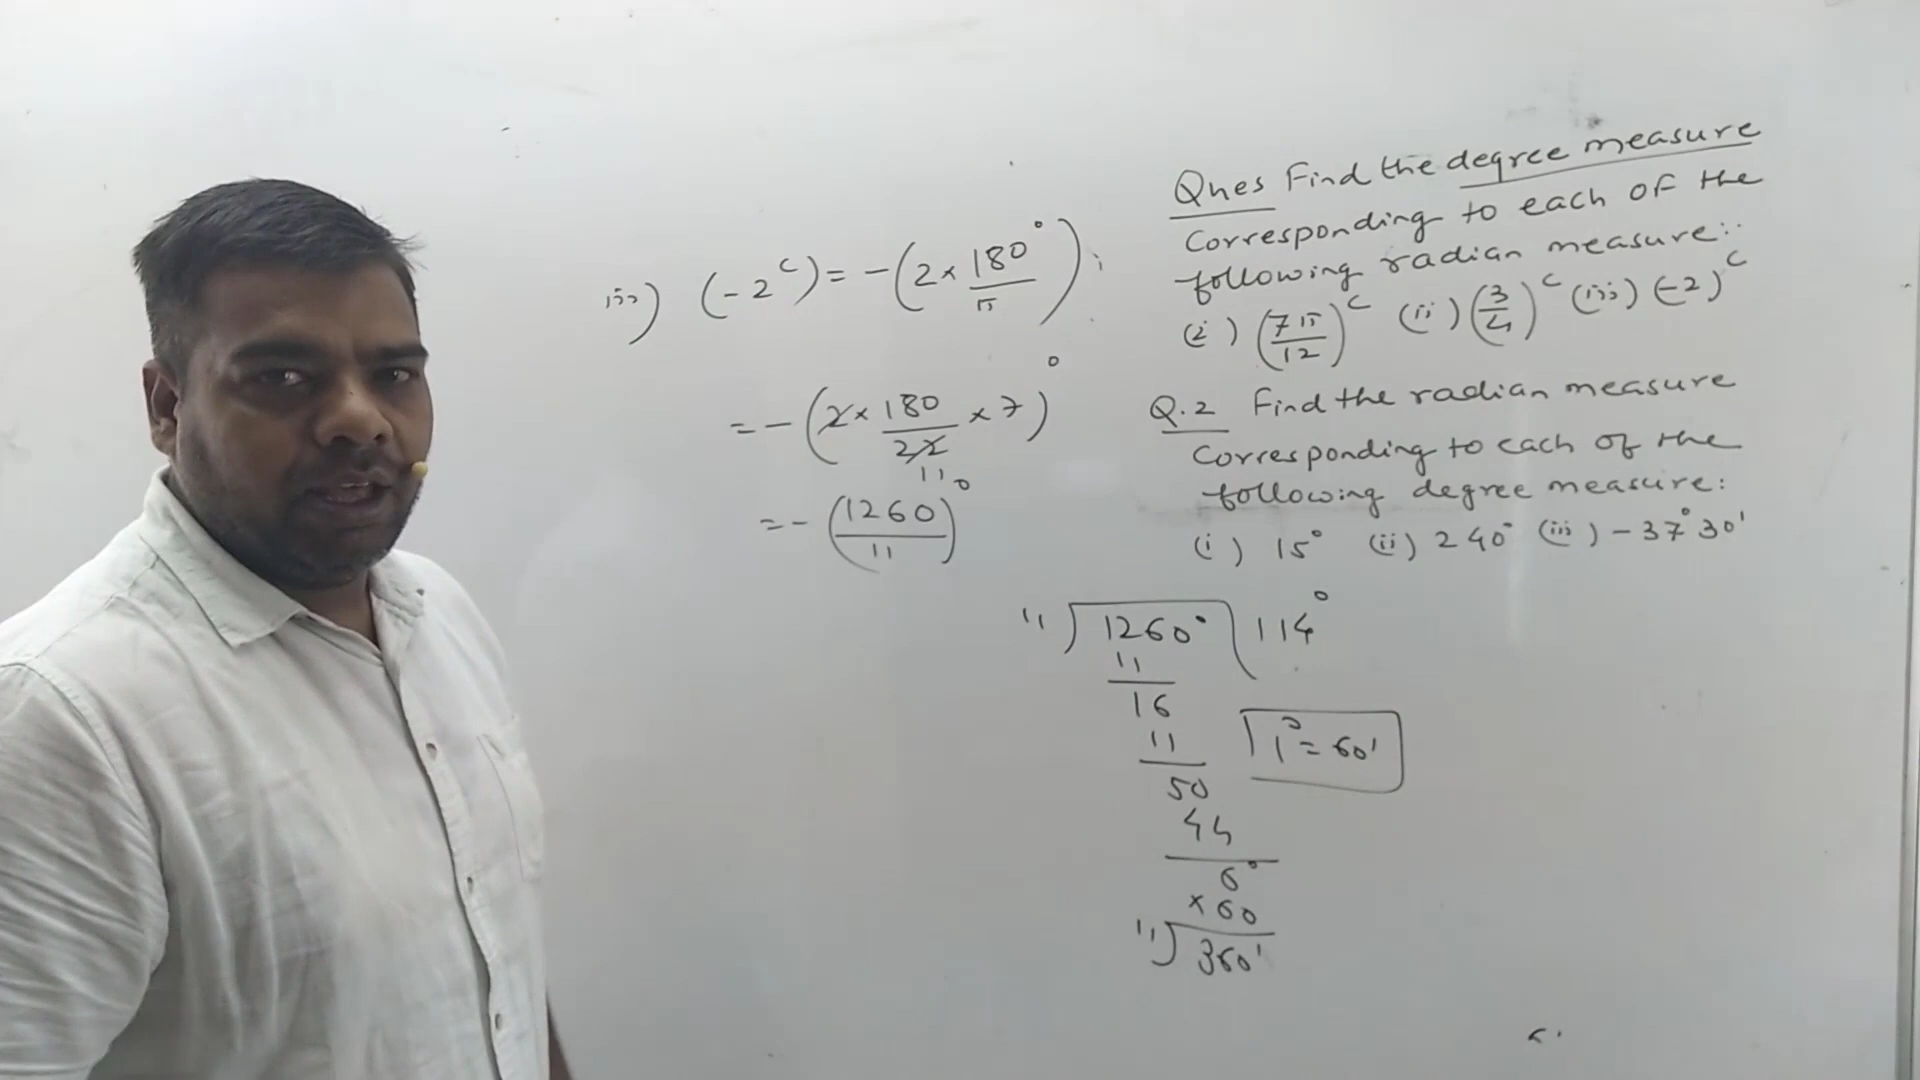 iii) (-2ᶜ) = -(2 × 180°/π);
= -(2 × 180/22 × 7)°
11
= -(1260/11)°
Ques Find the degree measure
Corresponding to each of the
following radian measure:.
(i) (7π/12)ᶜ (ii) (3/4)ᶜ (iii) (-2)ᶜ
Q.2 Find the radian measure
Corresponding to each of the
following degree measure:
(i) 15° (ii) 240° (iii) -37°30'
11) 1260° (114°
11
16
11
1° = 60'
50
44
6°
×60
11) 360'